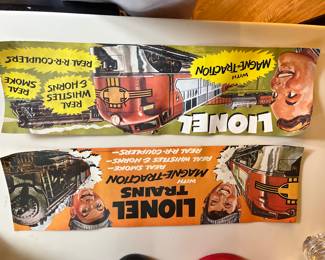 LIONEL
WITH
MAGNE-TRACTION
REAL-R·R-COUPLERS
REAL
WHISTLES
& HORNS
REAL
SMOKE
LIONEL
TRAINS
WITH
MAGNE-TRACTION
REAL SMOKE—
REAL WHISTLES & HORNS—
REAL-R·R-COUPLERS—